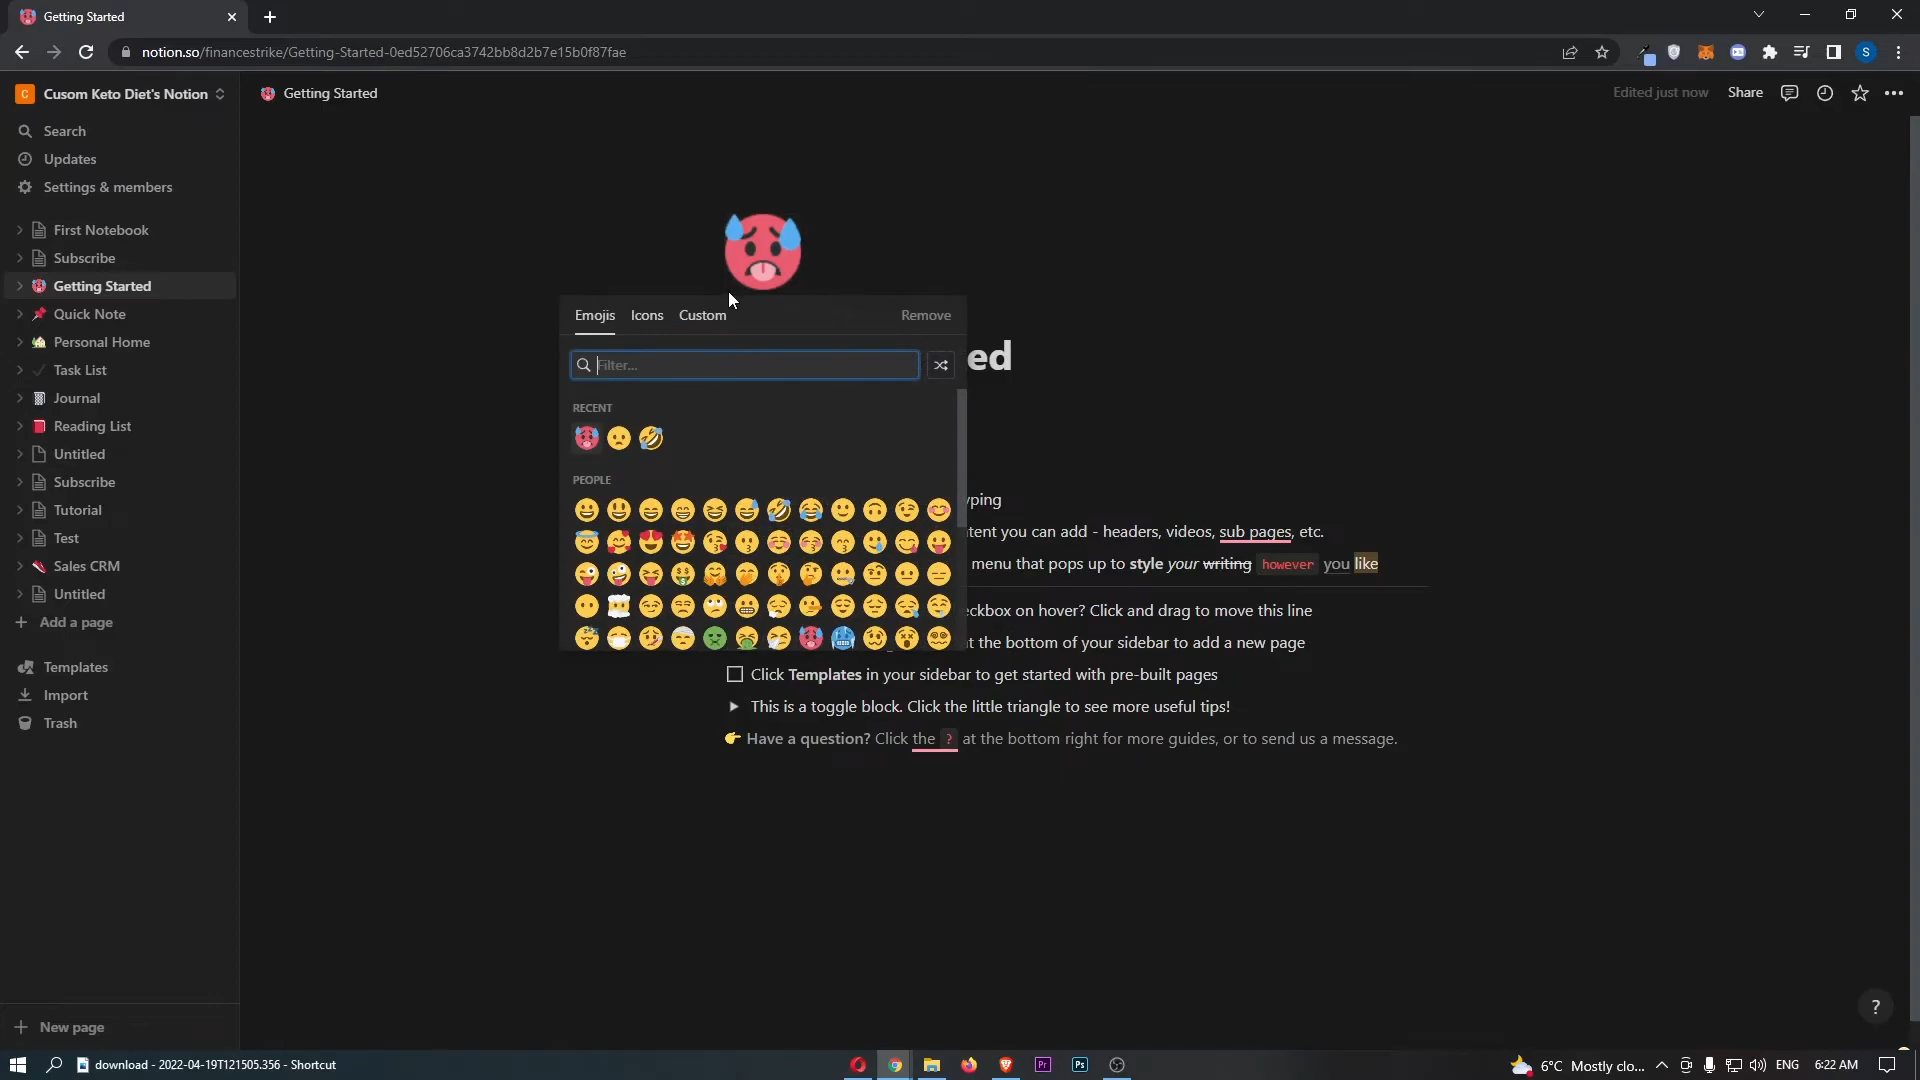 Getting Started
notion.so/financestrike/Getting-Started-0ed52706ca3742bb8d2b7e15b0f87fae
S
C Cusom Keto Diet's Notion
Getting Started
Edited just now
Share
Search
Updates
Settings & members
First Notebook
Subscribe
Getting Started
Quick Note
Personal Home
Task List
Journal
Reading List
Untitled
Subscribe
Tutorial
Test
Sales CRM
Untitled
Add a page
Templates
Import
Trash
New page
Emojis Icons Custom Remove
Filter...
RECENT
PEOPLE
ed
ping
tent you can add - headers, videos, sub pages, etc.
menu that pops up to style your writing however you like
ckbox on hover? Click and drag to move this line
at the bottom of your sidebar to add a new page
Click Templates in your sidebar to get started with pre-built pages
This is a toggle block. Click the little triangle to see more useful tips!
Have a question? Click the ? at the bottom right for more guides, or to send us a message.
?
download - 2022-04-19T121505.356 - Shortcut
Pr
Ps
6°C Mostly clo...
ENG
6:22 AM